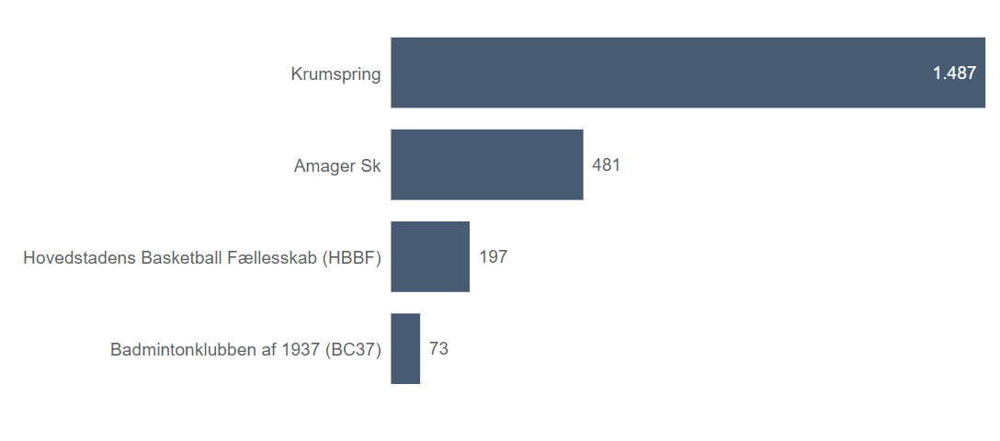 Krumspring 1.487
Amager Sk 481
Hovedstadens Basketball Fællesskab (HBBF) 197
Badmintonklubben af 1937 (BC37) 73